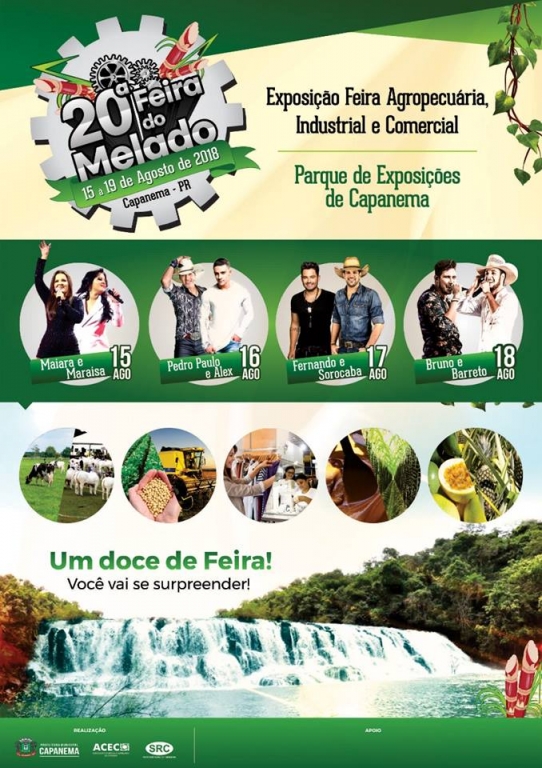 20ª Feira
do
Melado
15 a 19 de Agosto de 2018
Capanema - PR
Exposição Feira Agropecuária,
Industrial e Comercial
Parque de Exposições
de Capanema
Maiara e
Maraisa
15
AGO
Pedro Paulo
e Alex
16
AGO
Fernando e
Sorocaba
17
AGO
Bruno e
Barreto
18
AGO
Um doce de Feira!
Você vai se surpreender!
REALIZAÇÃO
APOIO
CAPANEMA
ACEC
SRC